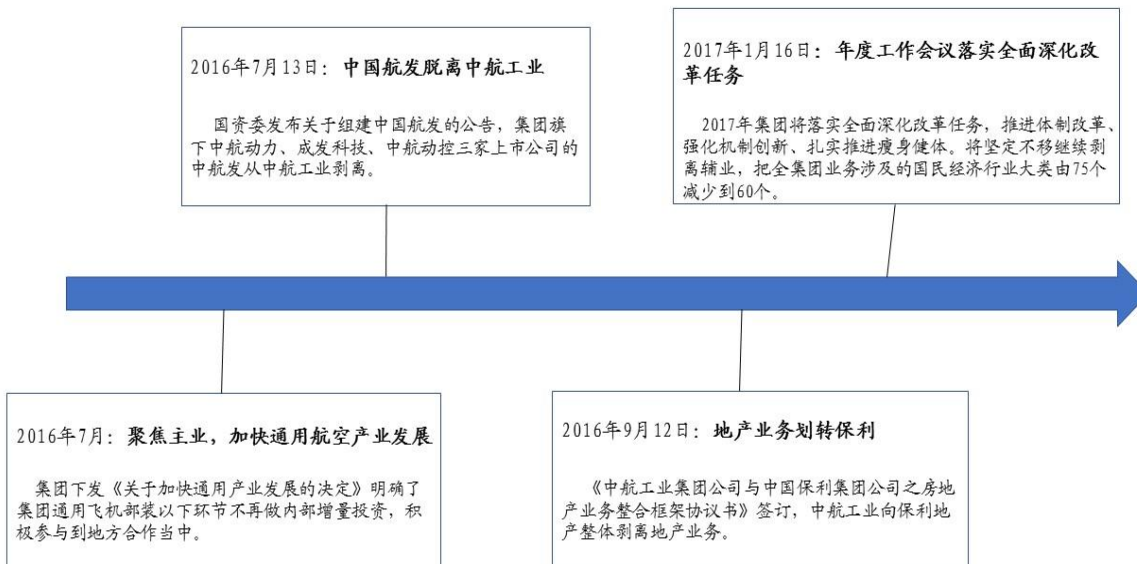 2016年7月13日：中国航发脱离中航工业
国资委发布关于组建中国航发的公告，集团旗
下中航动力、成发科技、中航动控三家上市公司的
中航发从中航工业剥离。
2017年1月16日：年度工作会议落实全面深化改
革任务
2017年集团将落实全面深化改革任务，推进体制改革、
强化机制创新、扎实推进瘦身健体。将坚定不移继续剥
离辅业，把全集团业务涉及的国民经济行业大类由75个
减少到60个。
2016年7月：聚焦主业，加快通用航空产业发展
集团下发《关于加快通用产业发展的决定》明确了
集团通用飞机部装以下环节不再做内部增量投资，积
极参与到地方合作当中。
2016年9月12日：地产业务划转保利
《中航工业集团公司与中国保利集团公司之房地
产业务整合框架协议书》签订，中航工业向保利地
产整体剥离地产业务。